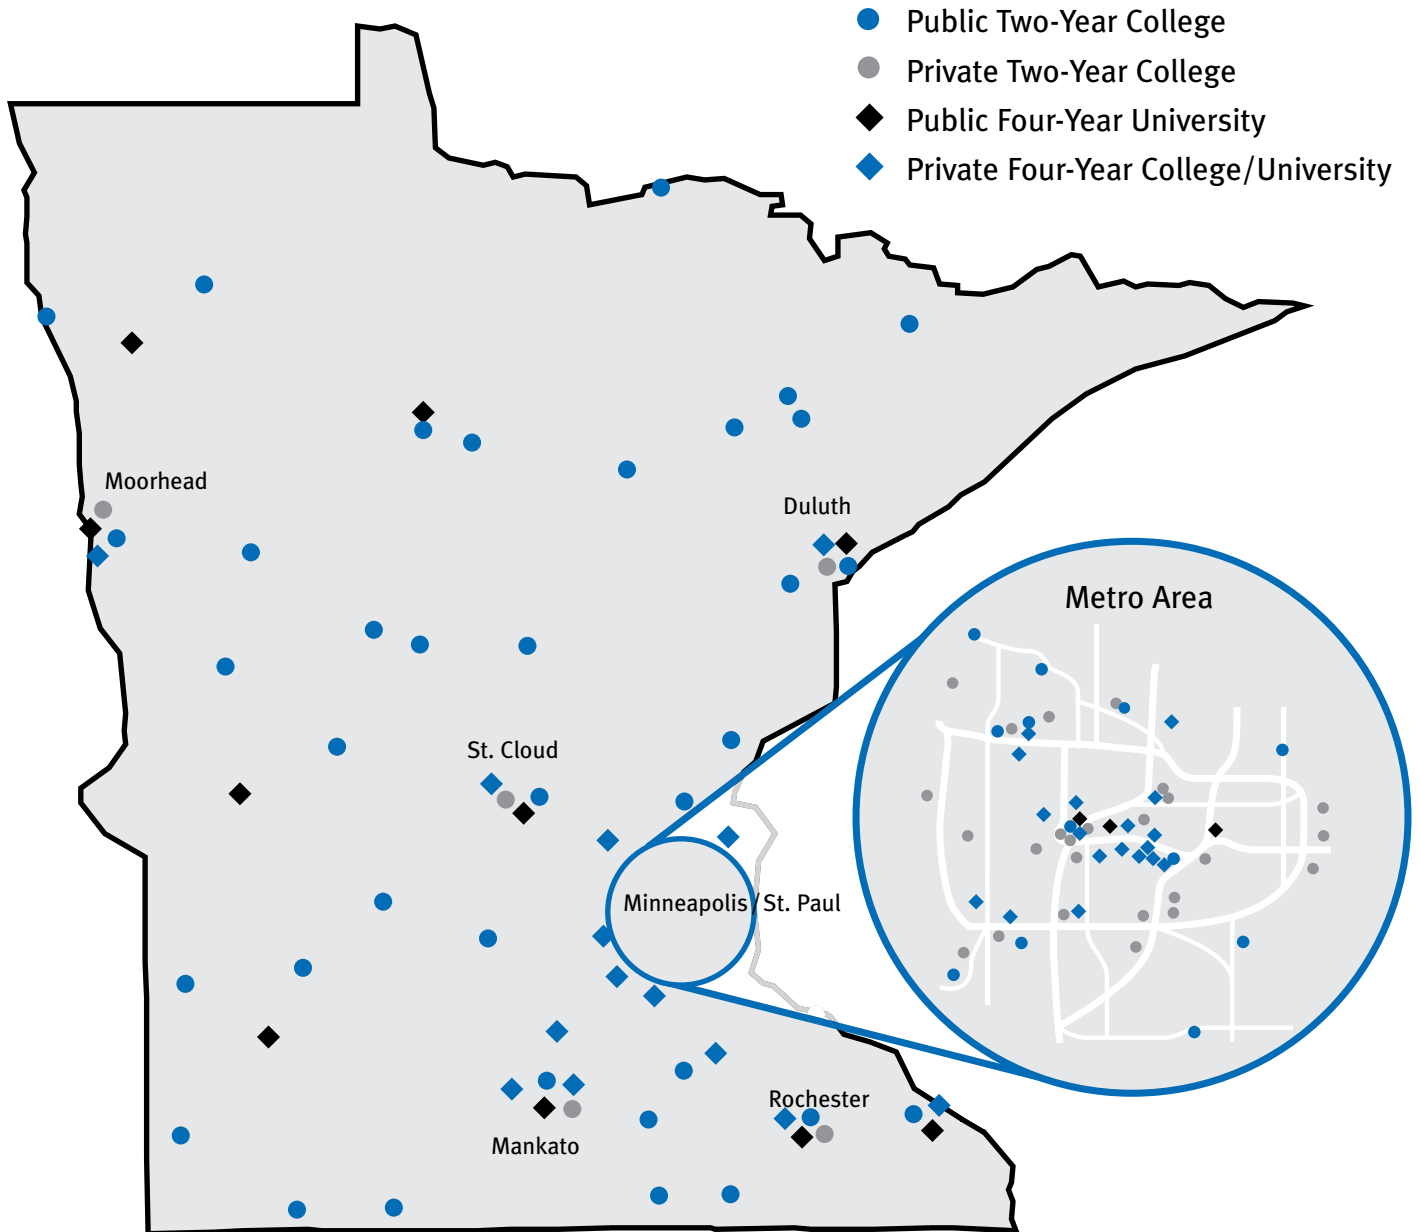 Public Two-Year College
Private Two-Year College
Public Four-Year University
Private Four-Year College/University
Moorhead
Duluth
Metro Area
St. Cloud
Minneapolis/St. Paul
Rochester
Mankato